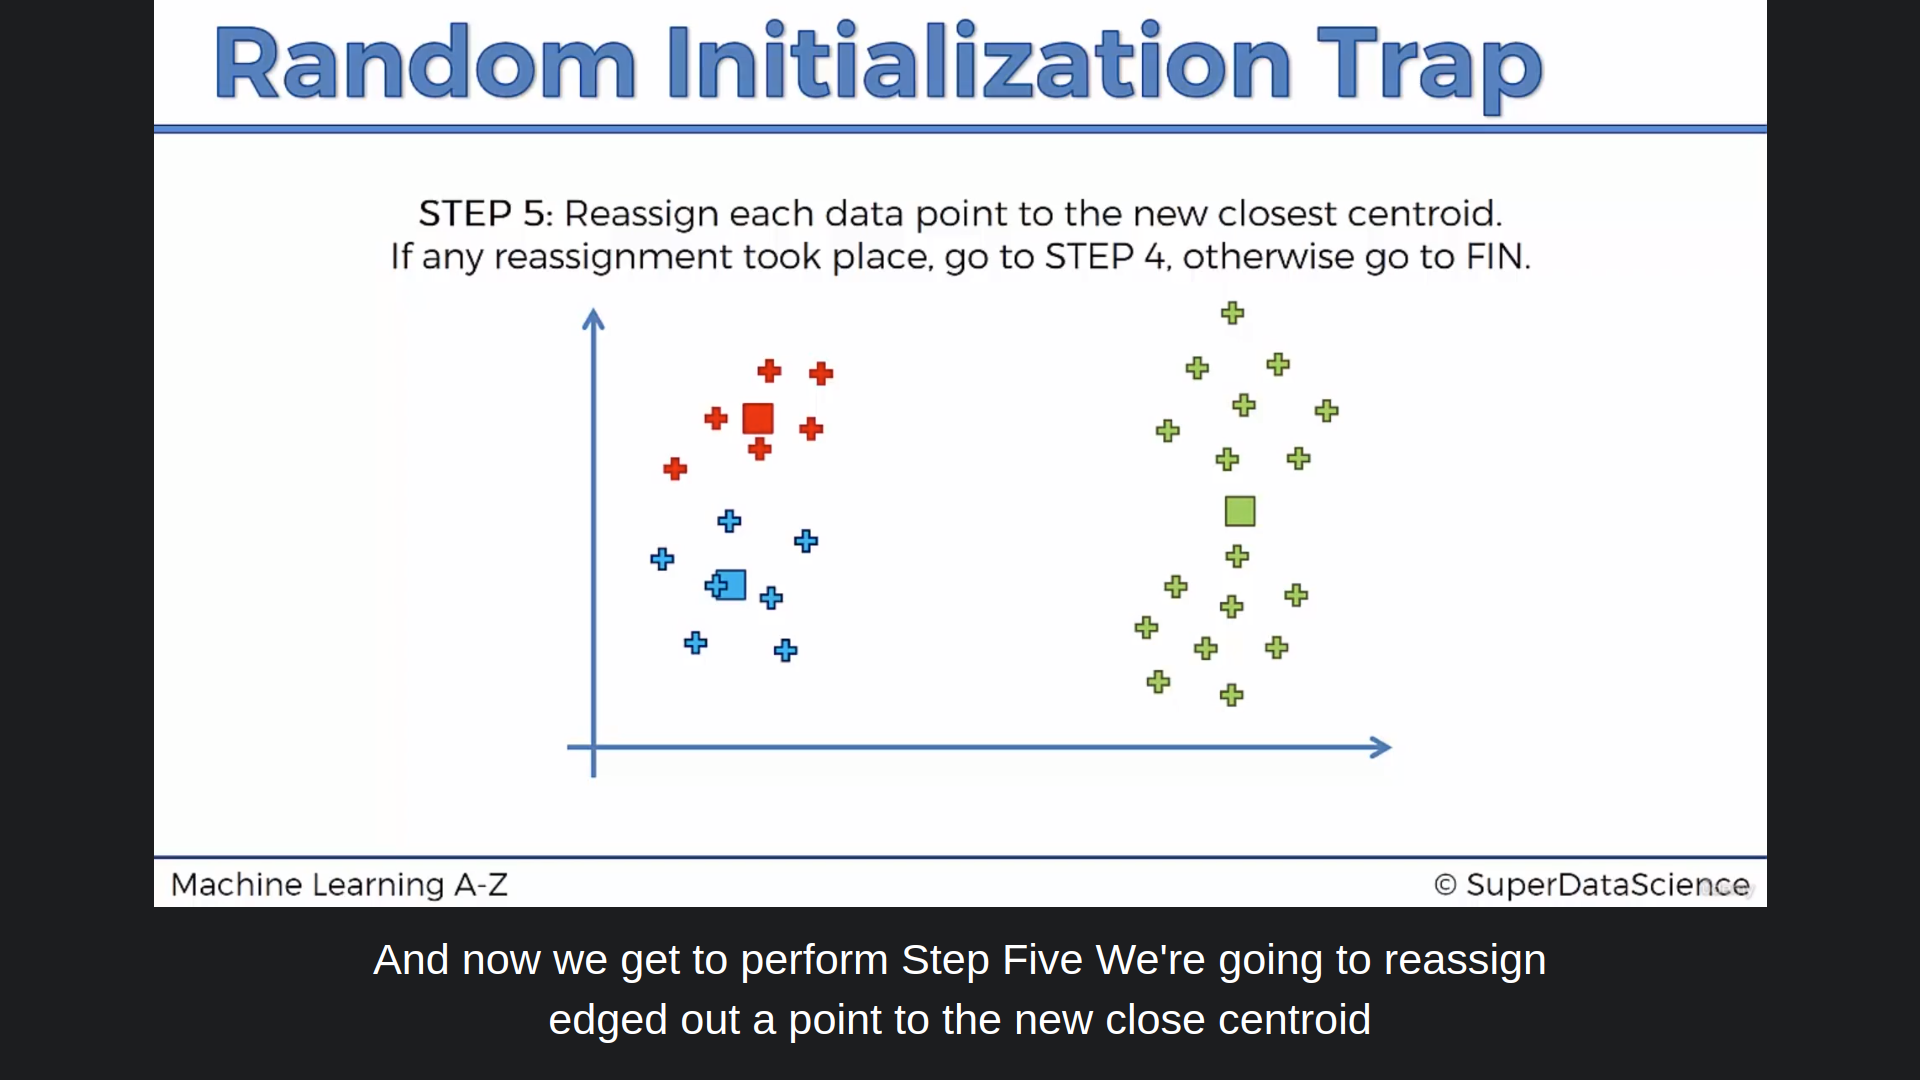 Random Initialization Trap
STEP 5: Reassign each data point to the new closest centroid.
If any reassignment took place, go to STEP 4, otherwise go to FIN.
Machine Learning A-Z
© SuperDataScience
And now we get to perform Step Five We're going to reassign
edged out a point to the new close centroid